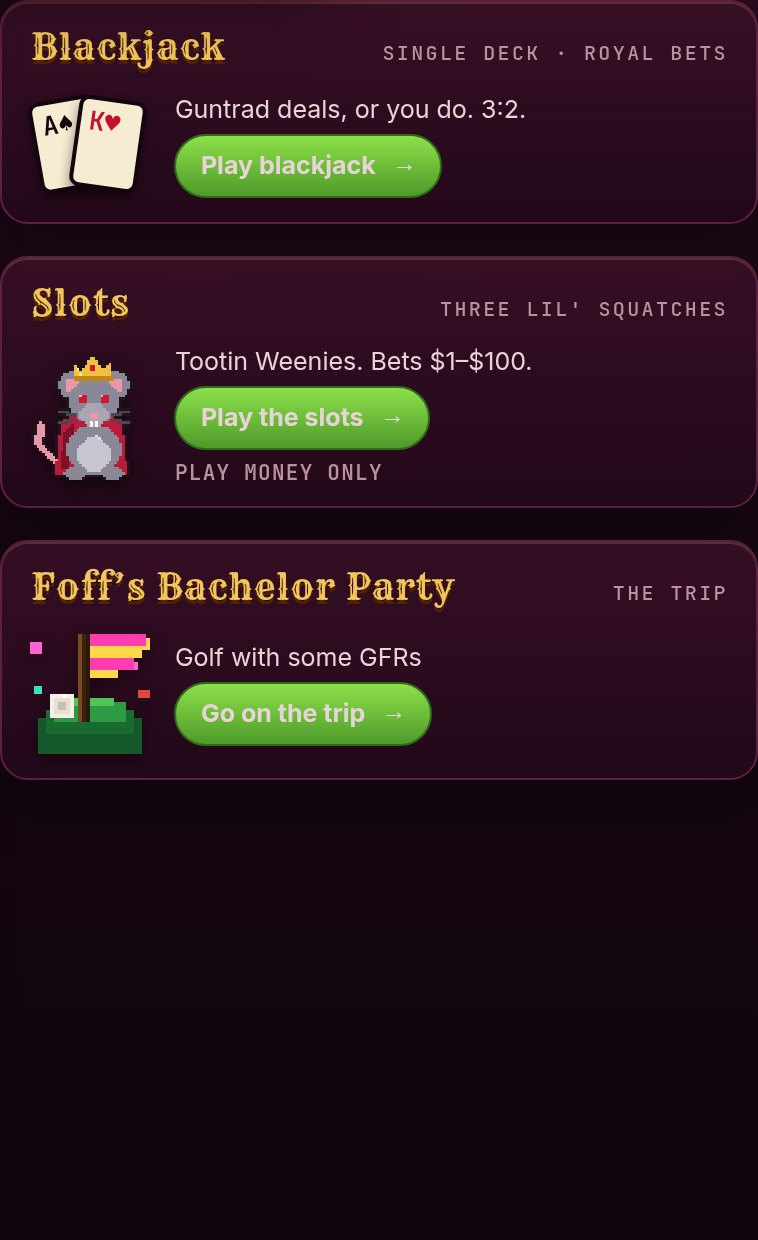 Blackjack
SINGLE DECK · ROYAL BETS
A♠ K♥
Guntrad deals, or you do. 3:2.
Play blackjack →
Slots
THREE LIL' SQUATCHES
Tootin Weenies. Bets $1–$100.
Play the slots →
PLAY MONEY ONLY
Foff’s Bachelor Party
THE TRIP
Golf with some GFRs
Go on the trip →